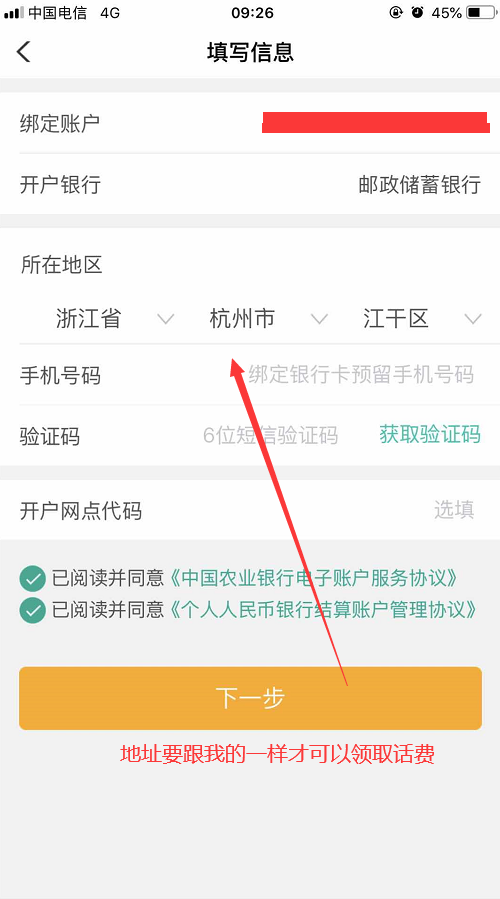 中国电信 4G 09:26 45%
填写信息
绑定账户
开户银行 邮政储蓄银行
所在地区
浙江省 杭州市 江干区
手机号码 绑定银行卡预留手机号码
验证码 6位短信验证码 获取验证码
开户网点代码 选填
已阅读并同意《中国农业银行电子账户服务协议》
已阅读并同意《个人人民币银行结算账户管理协议》
下一步
地址要跟我的一样才可以领取话费